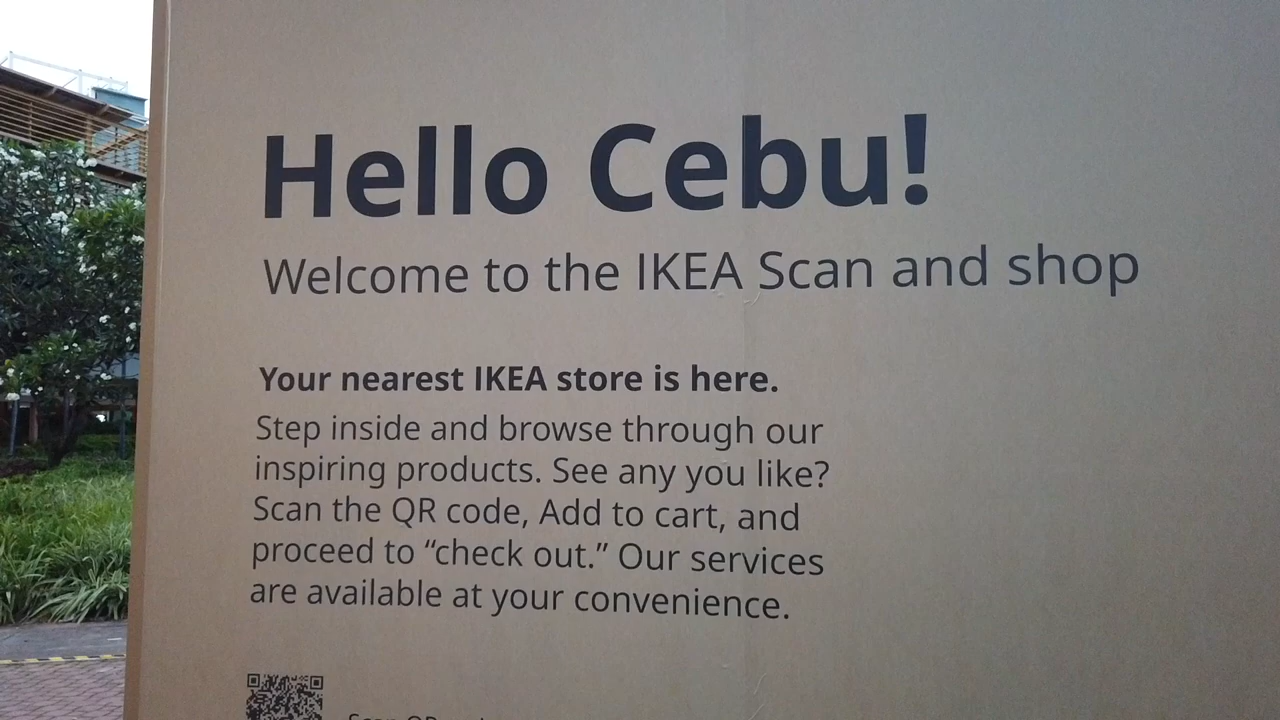 Hello Cebu!
Welcome to the IKEA Scan and shop
Your nearest IKEA store is here.
Step inside and browse through our
inspiring products. See any you like?
Scan the QR code, Add to cart, and
proceed to “check out.” Our services
are available at your convenience.
Scan QR